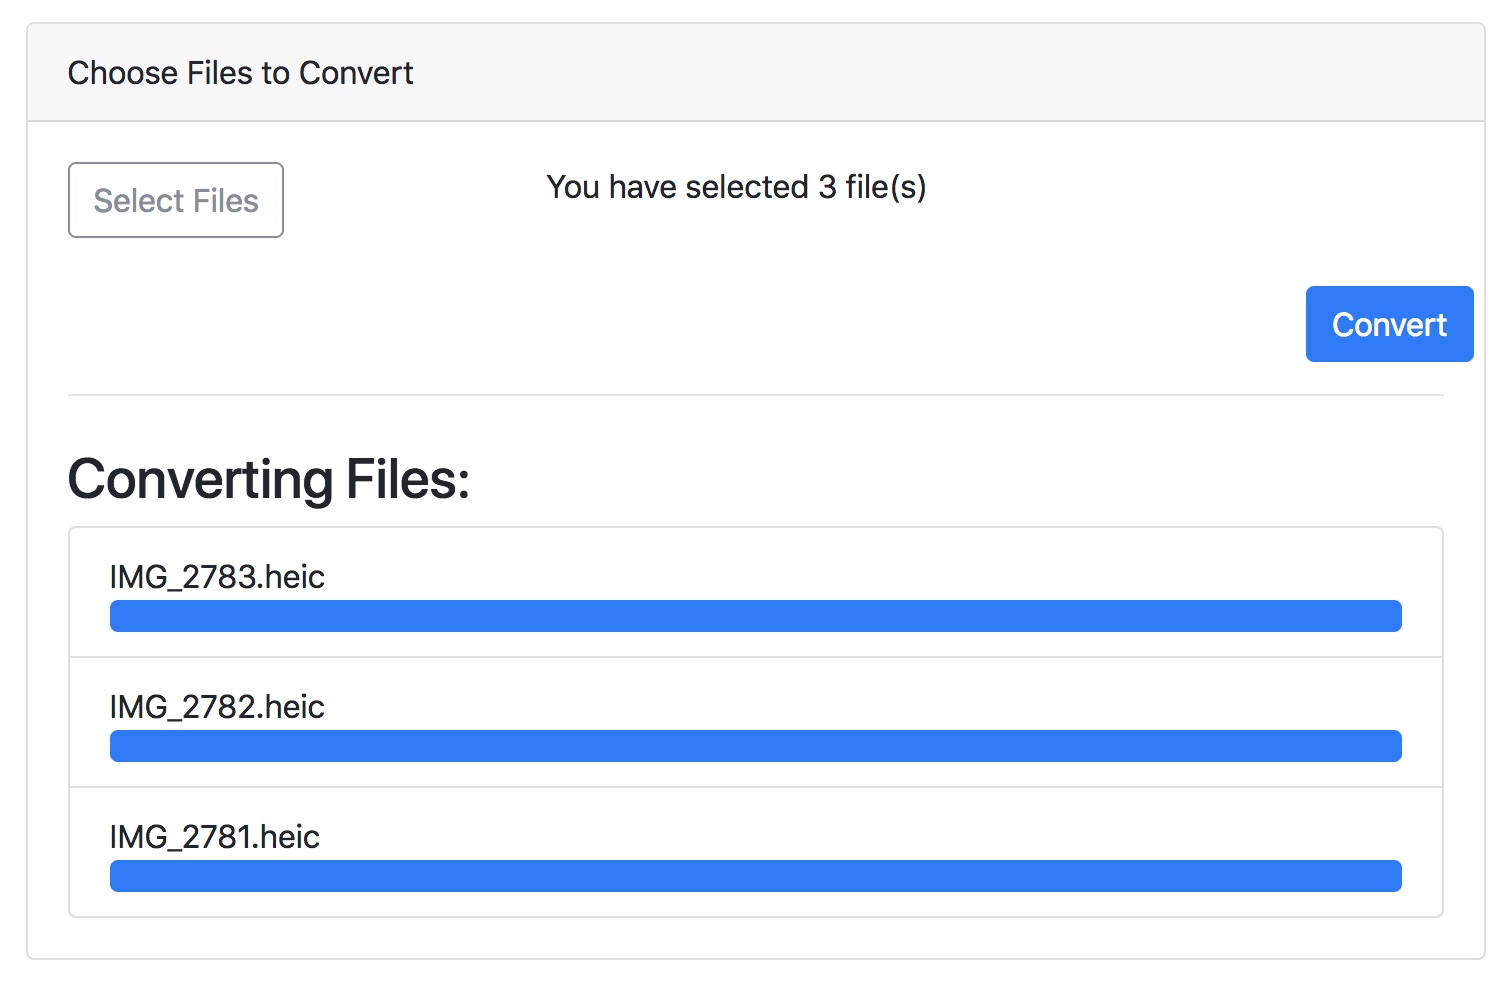 Choose Files to Convert
Select Files
You have selected 3 file(s)
Convert
Converting Files:
IMG_2783.heic
IMG_2782.heic
IMG_2781.heic